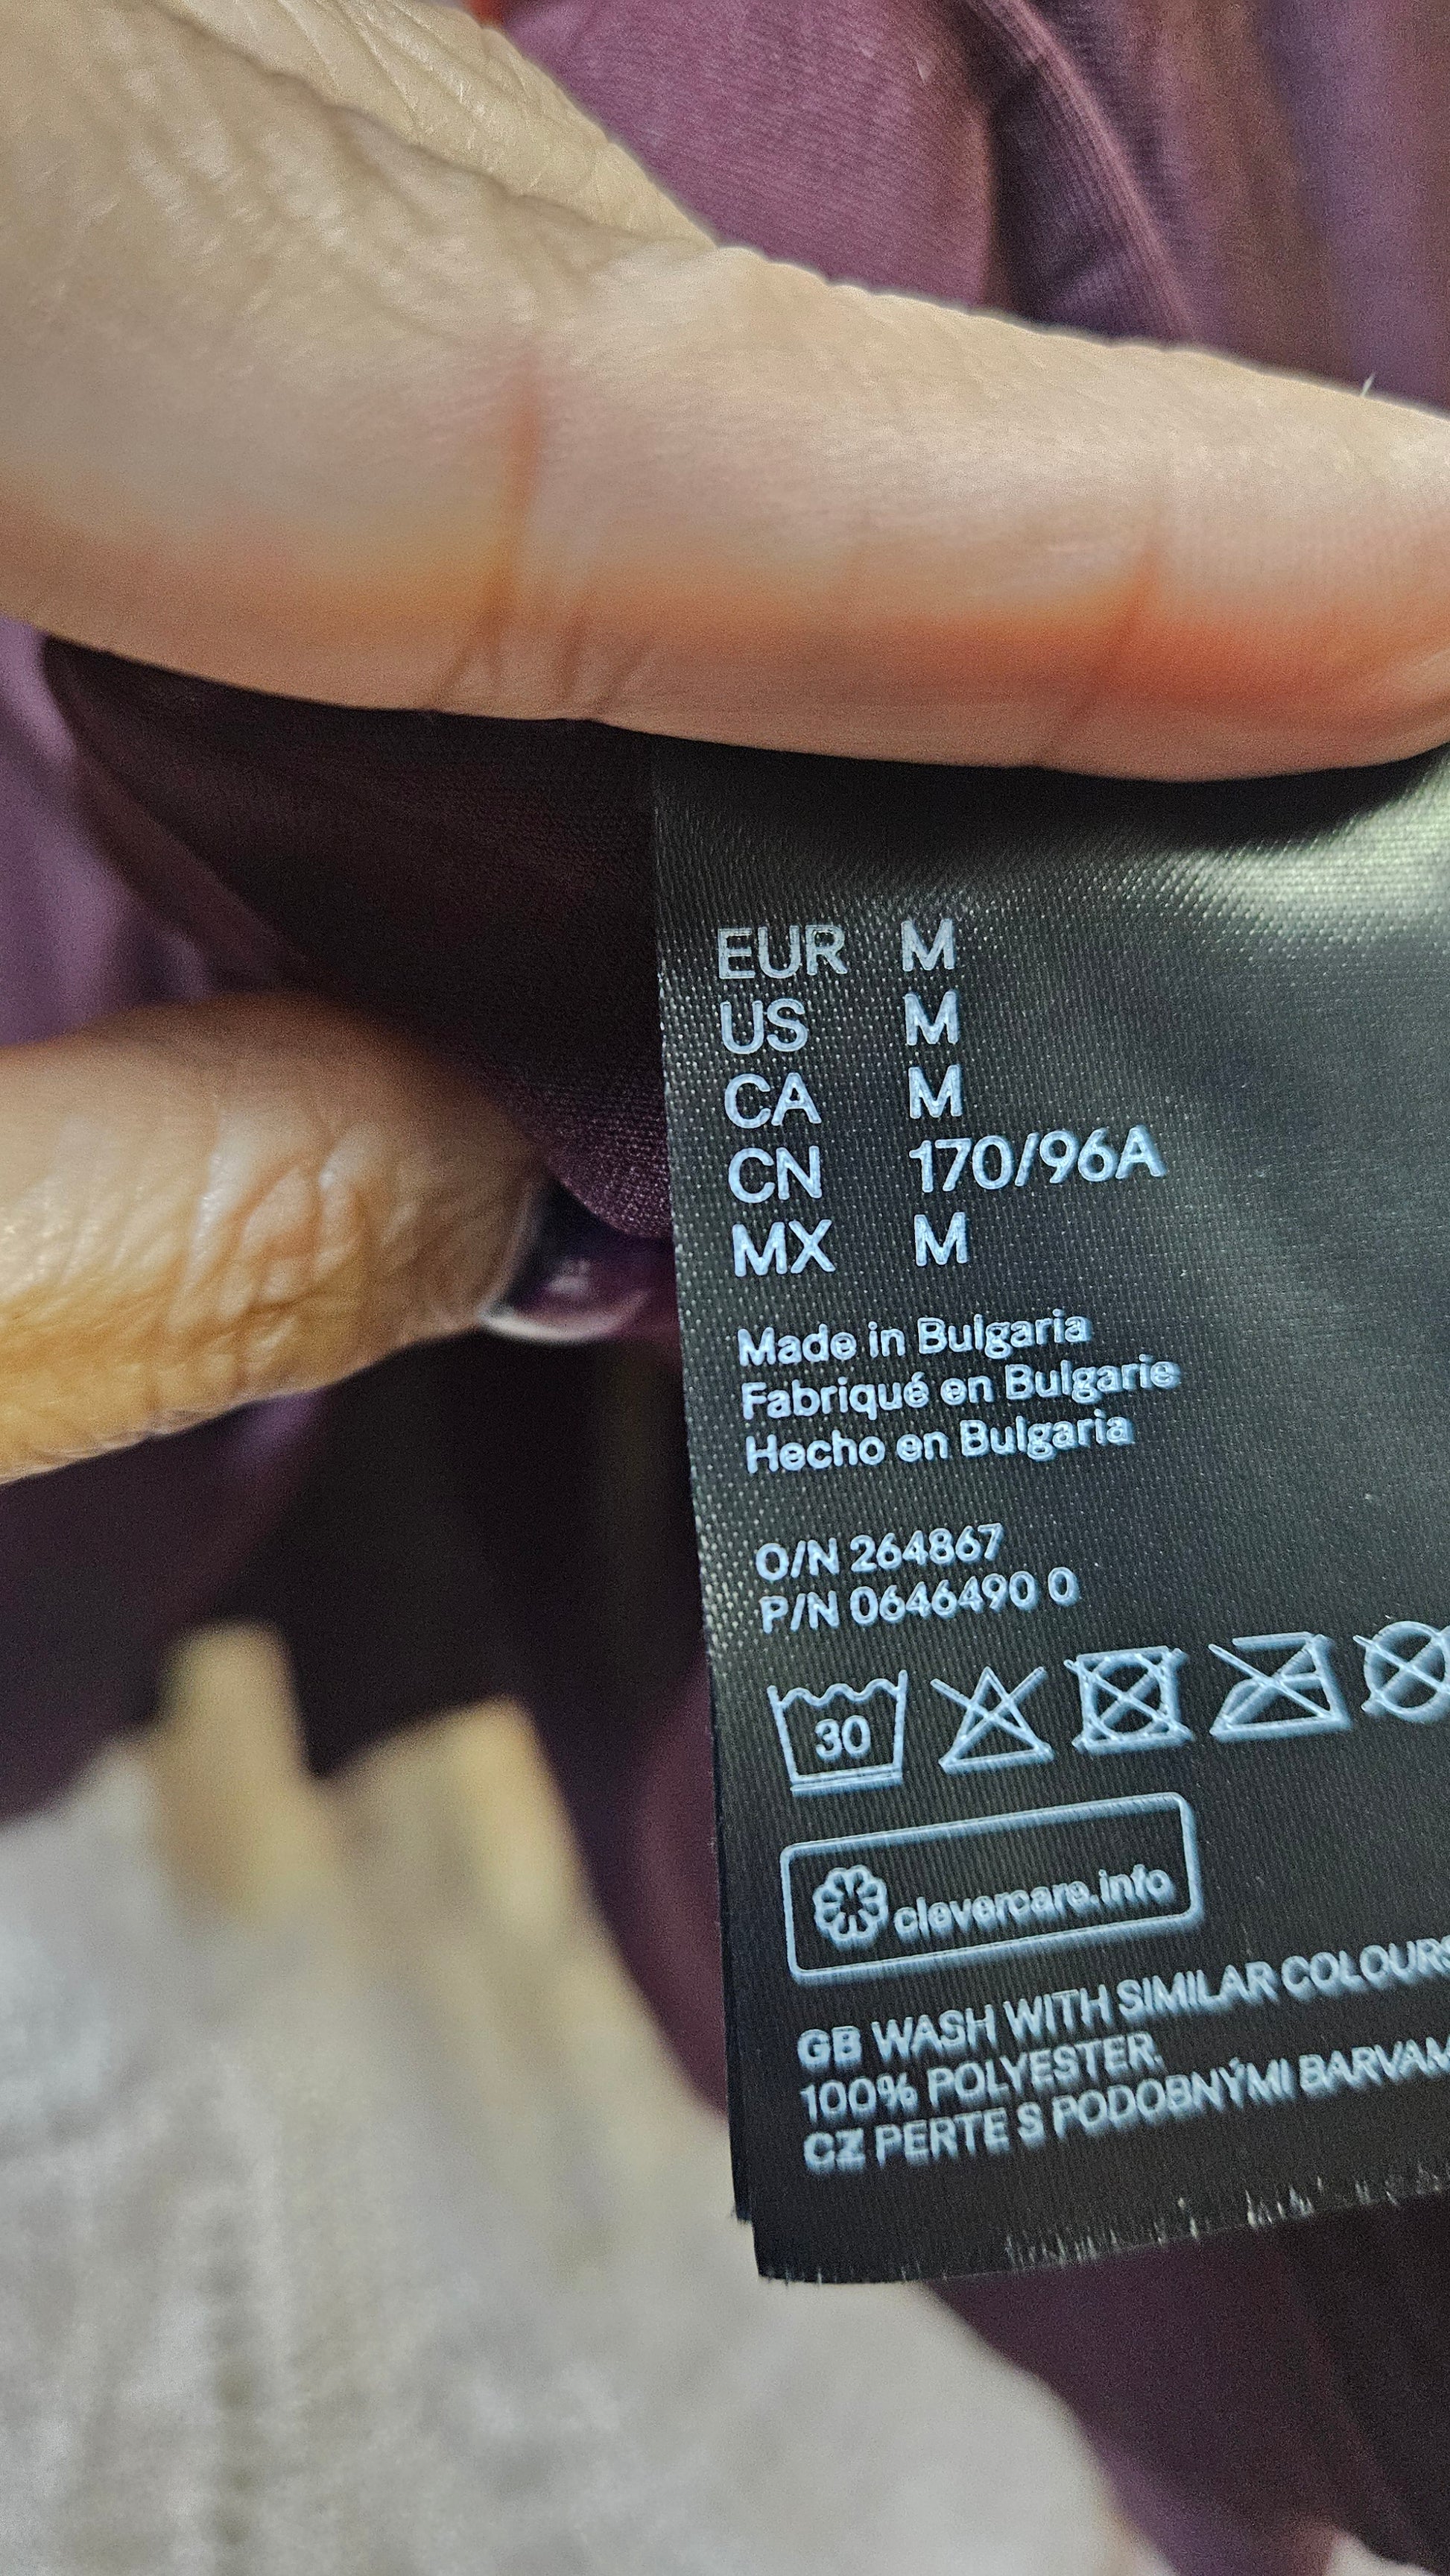 EUR M
US M
CA M
CN 170/96A
MX M
Made in Bulgaria
Fabriqué en Bulgarie
Hecho en Bulgaria
O/N 264867
P/N 0646490 0
30
clevercare.info
GB WASH WITH SIMILAR COLOURS
100% POLYESTER.
CZ PERTE S PODOBNÝMI